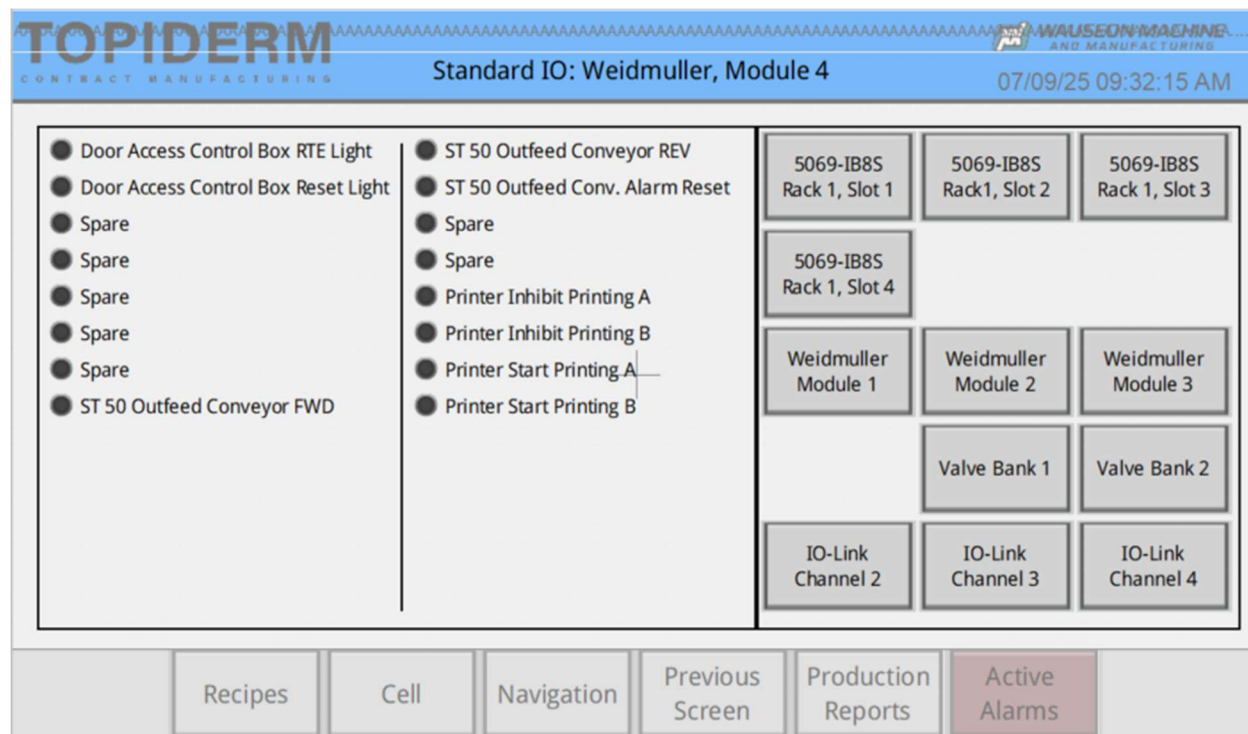 TOPIDERM
CONTRACT MANUFACTURING
WAUSEON MACHINE
AND MANUFACTURING
Standard IO: Weidmuller, Module 4
07/09/25 09:32:15 AM
Door Access Control Box RTE Light
Door Access Control Box Reset Light
Spare
Spare
Spare
Spare
Spare
ST 50 Outfeed Conveyor FWD
ST 50 Outfeed Conveyor REV
ST 50 Outfeed Conv. Alarm Reset
Spare
Spare
Printer Inhibit Printing A
Printer Inhibit Printing B
Printer Start Printing A
Printer Start Printing B
5069-IB8S
Rack 1, Slot 1
5069-IB8S
Rack1, Slot 2
5069-IB8S
Rack 1, Slot 3
5069-IB8S
Rack 1, Slot 4
Weidmuller
Module 1
Weidmuller
Module 2
Weidmuller
Module 3
Valve Bank 1
Valve Bank 2
IO-Link
Channel 2
IO-Link
Channel 3
IO-Link
Channel 4
Recipes
Cell
Navigation
Previous
Screen
Production
Reports
Active
Alarms